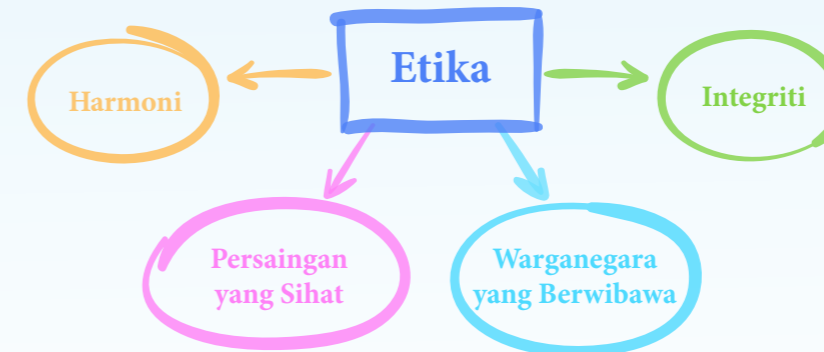 Etika
Harmoni
Integriti
Persaingan
yang Sihat
Warganegara
yang Berwibawa